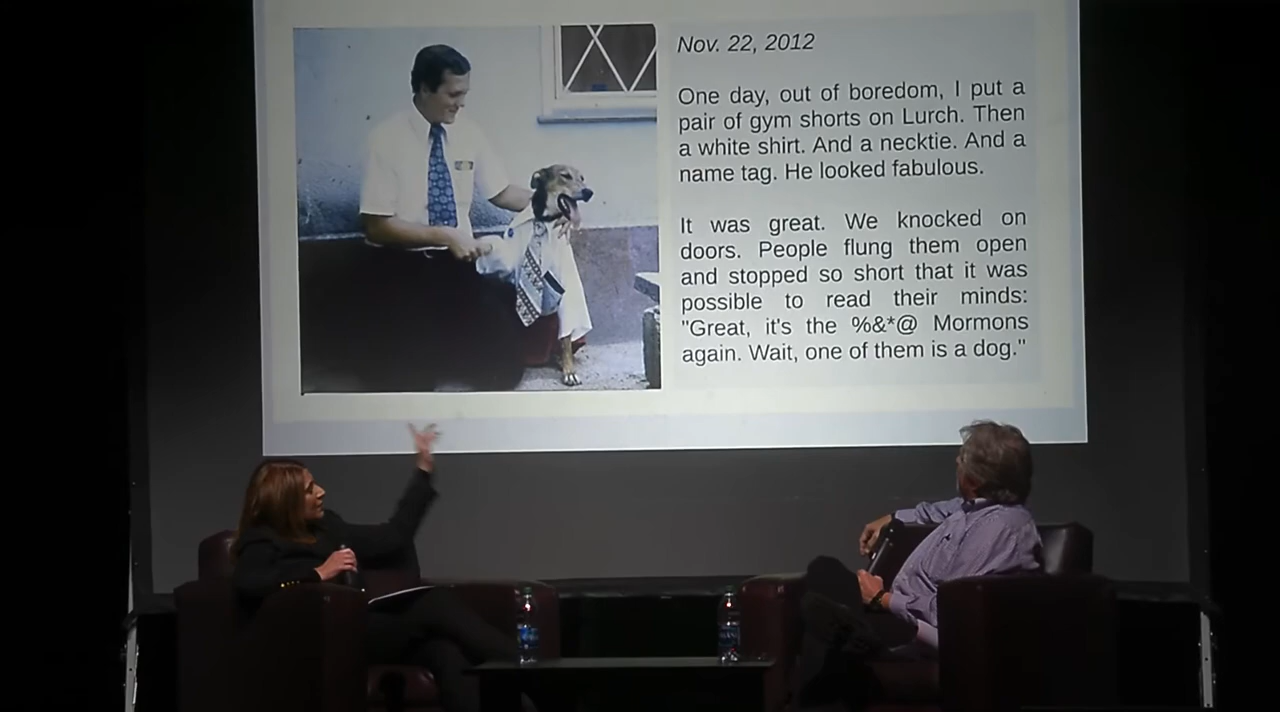 Nov. 22, 2012
One day, out of boredom, I put a
pair of gym shorts on Lurch. Then
a white shirt. And a necktie. And a
name tag. He looked fabulous.
It was great. We knocked on
doors. People flung them open
and stopped so short that it was
possible to read their minds:
"Great, it's the %&*@ Mormons
again. Wait, one of them is a dog."